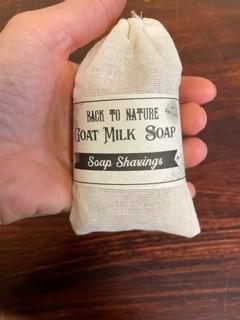 BACK TO NATURE
GOAT MILK SOAP
Soap Shavings